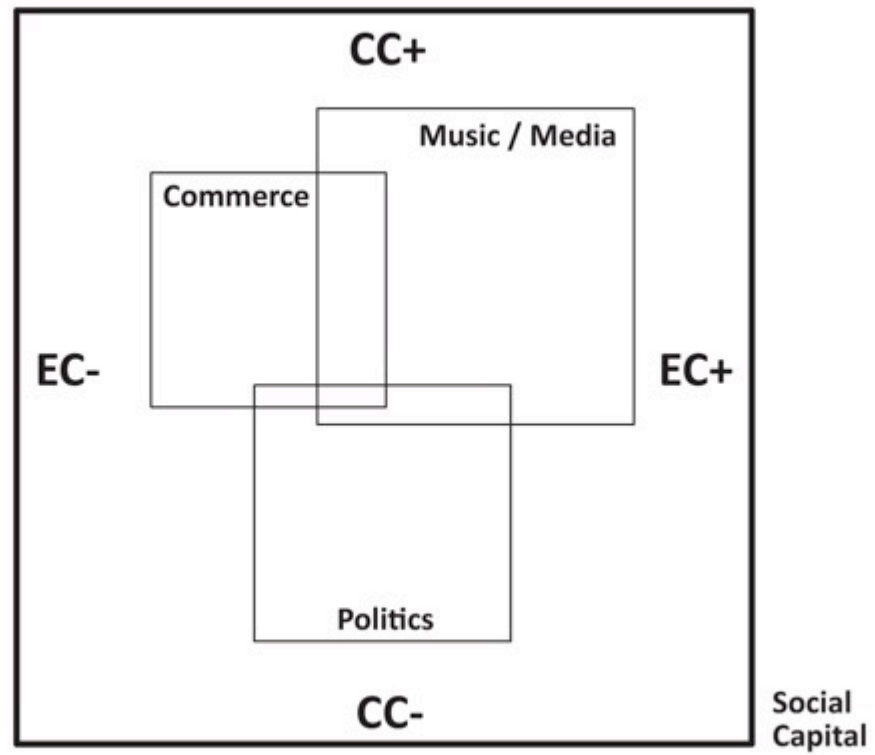 CC+
Music / Media
Commerce
EC-
EC+
Politics
CC-
Social
Capital